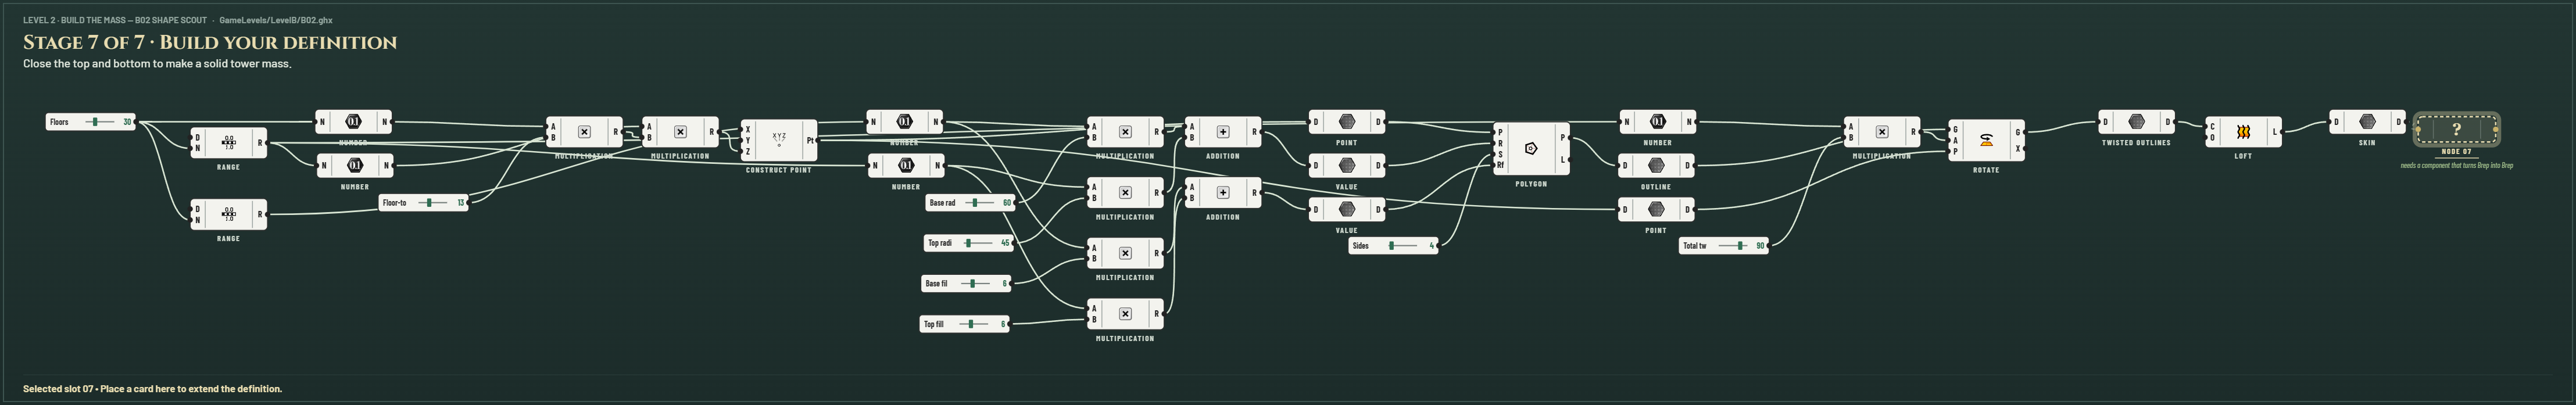 LEVEL 2 · BUILD THE MASS — B02 SHAPE SCOUT · GameLevels/LevelB/B02.ghx
STAGE 7 OF 7 · BUILD YOUR DEFINITION
Close the top and bottom to make a solid tower mass.
Floors 30
D N R
RANGE
D N R
RANGE
N N
NUMBER
N N
NUMBER
Floor-to 13
A B R
MULTIPLICATION
A B R
MULTIPLICATION
X Y Z Pt
CONSTRUCT POINT
N N
NUMBER
N N
NUMBER
Base rad 60
Top radi 45
Base fil 6
Top fill 6
A B R
MULTIPLICATION
A B R
MULTIPLICATION
A B R
MULTIPLICATION
A B R
MULTIPLICATION
A B R
ADDITION
A B R
ADDITION
D D
POINT
D D
VALUE
D D
VALUE
Sides 4
P R S Rf P L
POLYGON
N N
NUMBER
D D
OUTLINE
D D
POINT
Total tw 90
A B R
MULTIPLICATION
G A P G X
ROTATE
D D
TWISTED OUTLINES
C O L
LOFT
D D
SKIN
?
NODE 07
needs a component that turns Brep into Brep
Selected slot 07 • Place a card here to extend the definition.